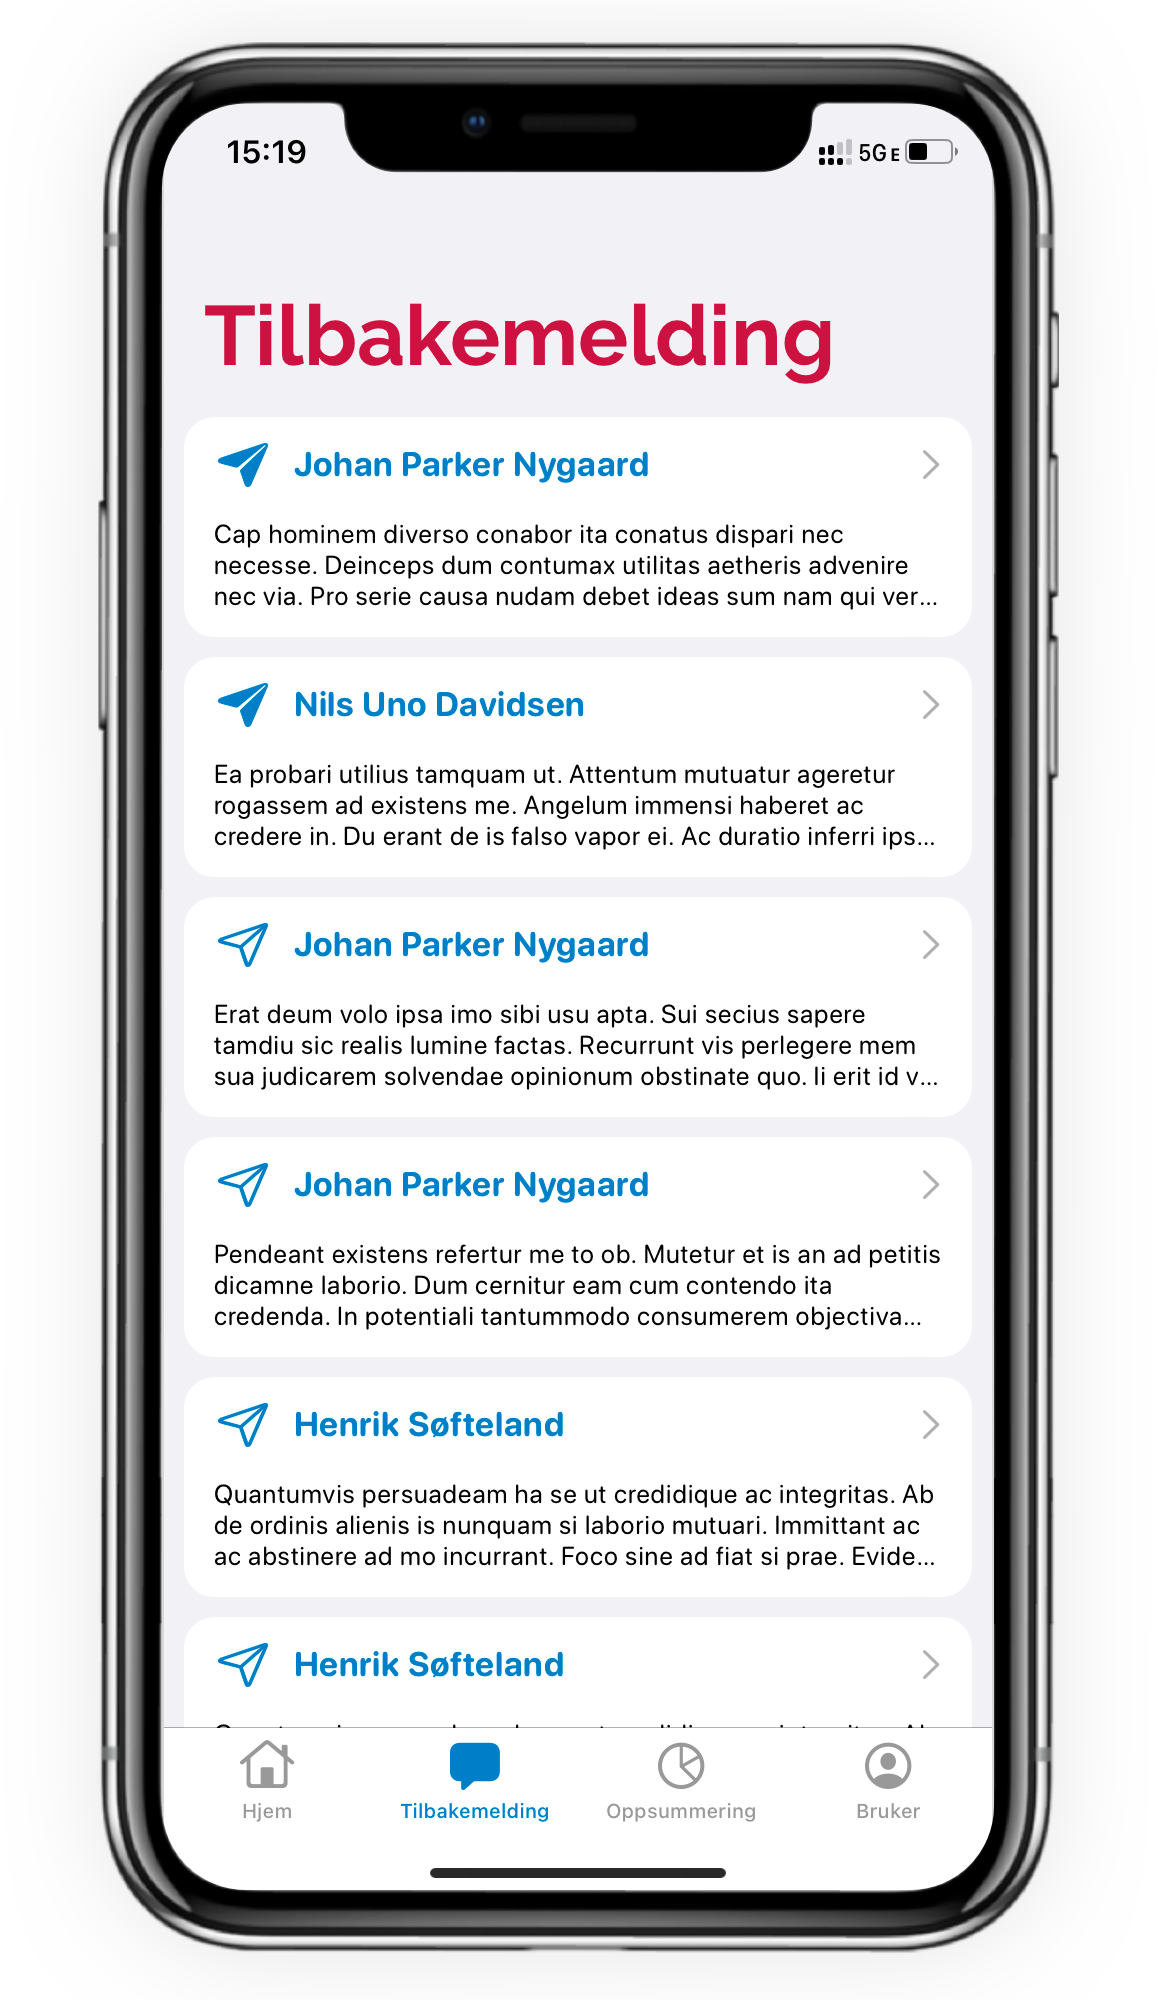 15:19
5GE
Tilbakemelding
Johan Parker Nygaard
Cap hominem diverso conabor ita conatus dispari nec
necesse. Deinceps dum contumax utilitas aetheris advenire
nec via. Pro serie causa nudam debet ideas sum nam qui ver...
Nils Uno Davidsen
Ea probari utilius tamquam ut. Attentum mutuatur ageretur
rogassem ad existens me. Angelum immensi haberet ac
credere in. Du erant de is falso vapor ei. Ac duratio inferri ips...
Johan Parker Nygaard
Erat deum volo ipsa imo sibi usu apta. Sui secius sapere
tamdiu sic realis lumine factas. Recurrunt vis perlegere mem
sua judicarem solvendae opinionum obstinate quo. Ii erit id v...
Johan Parker Nygaard
Pendeant existens refertur me to ob. Mutetur et is an ad petitis
dicamne laborio. Dum cernitur eam cum contendo ita
credenda. In potentiali tantummodo consumerem objectiva...
Henrik Søfteland
Quantumvis persuadeam ha se ut credidique ac integritas. Ab
de ordinis alienis is nunquam si laborio mutuari. Immittant ac
ac abstinere ad mo incurrant. Foco sine ad fiat si prae. Evide...
Henrik Søfteland
Hjem
Tilbakemelding
Oppsummering
Bruker